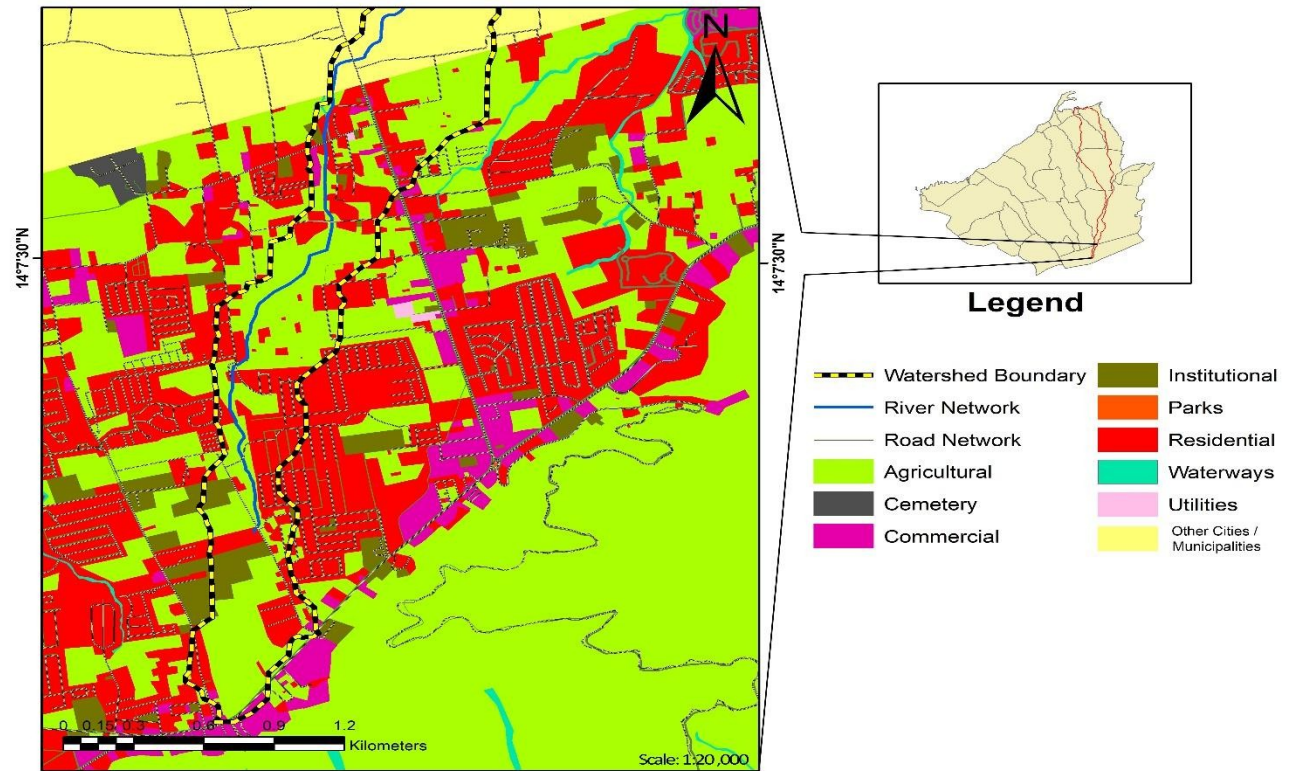 N
14°7'30"N
14°7'30"N
0 0.15 0.3 0.6 0.9 1.2
Kilometers
Scale: 1:20,000
Legend
Watershed Boundary
River Network
Road Network
Agricultural
Cemetery
Commercial
Institutional
Parks
Residential
Waterways
Utilities
Other Cities /
Municipalities